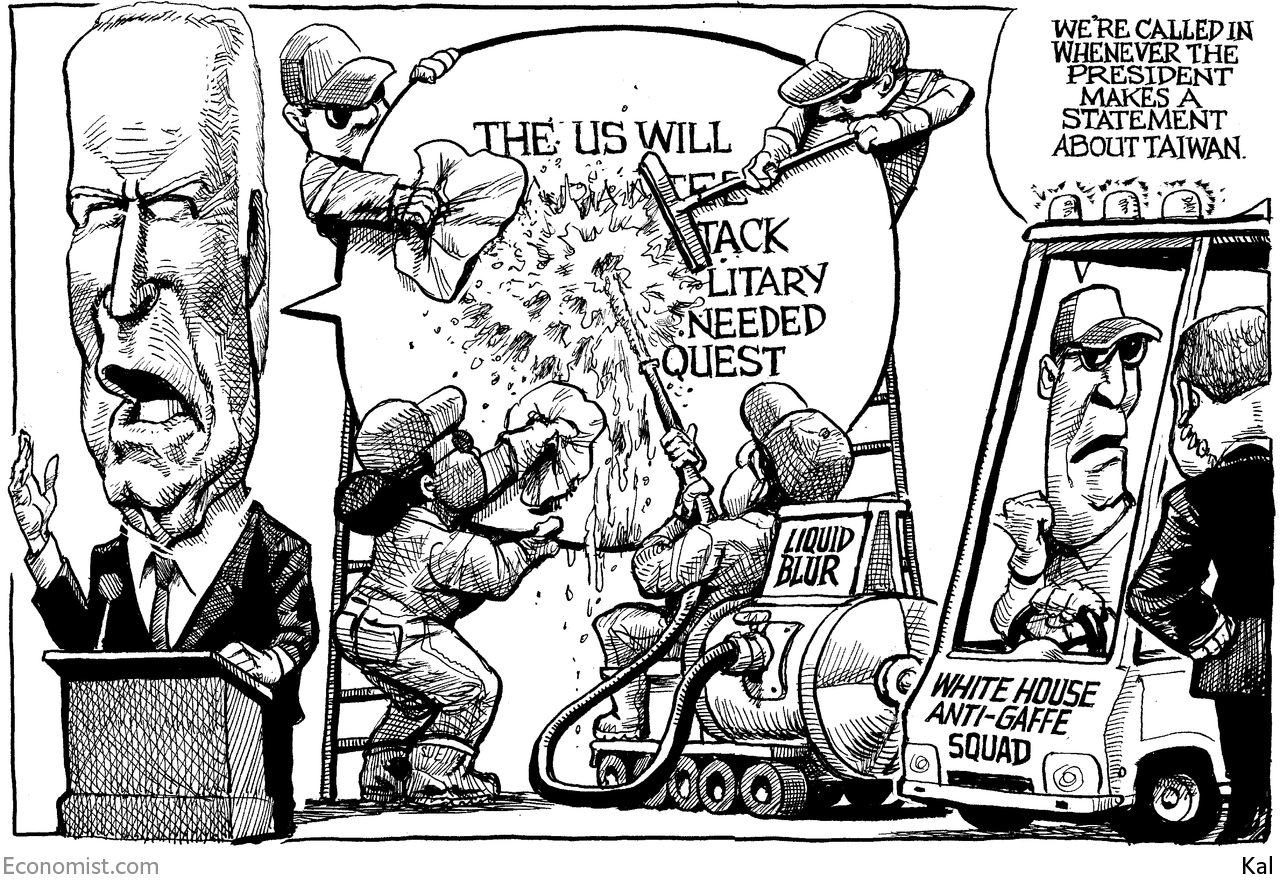 THE US WILL
TACK
LITARY
NEEDED
QUEST
WE'RE CALLED IN
WHENEVER THE
PRESIDENT
MAKES A
STATEMENT
ABOUT TAIWAN.
LIQUID
BLUR
WHITE HOUSE
ANTI-GAFFE
SQUAD
Economist.com
Kal